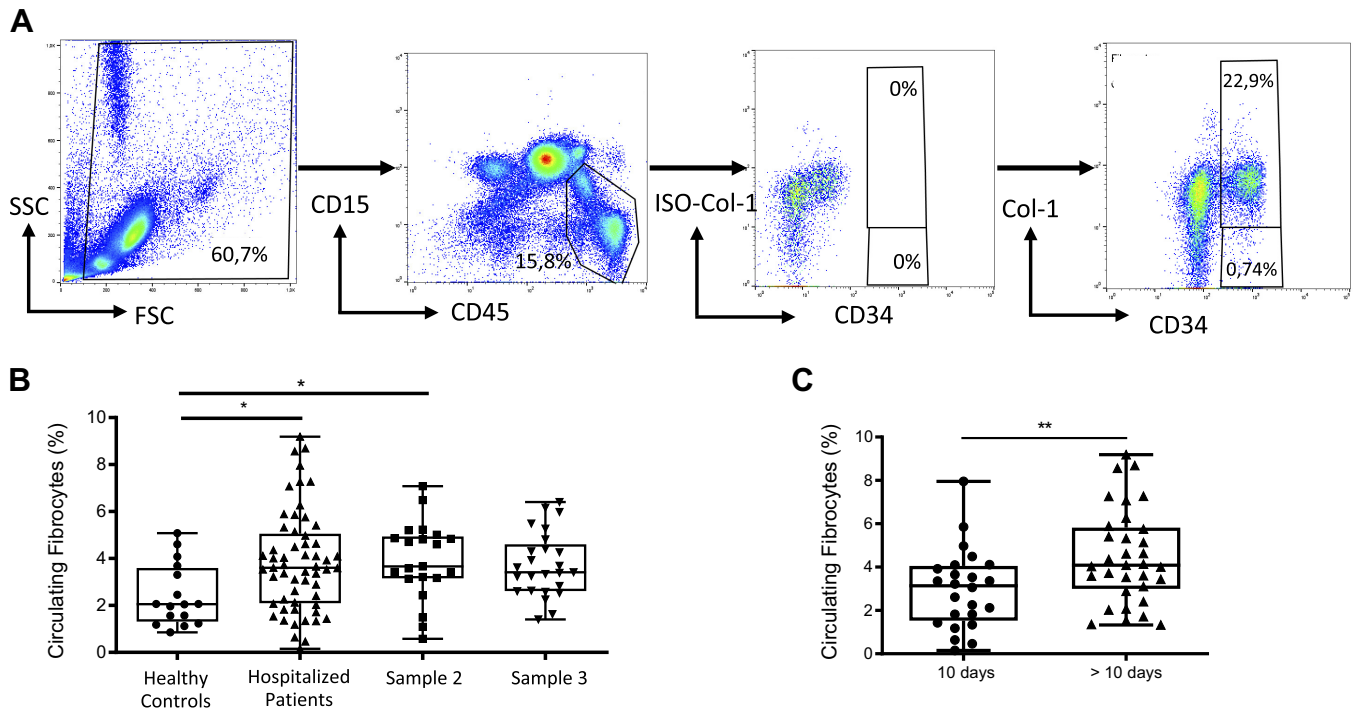 A
SSC
FSC
60,7%
CD15
CD45
15,8%
ISO-Col-1
CD34
0%
0%
Col-1
CD34
22,9%
0,74%
B
Circulating Fibrocytes (%)
10
8
6
4
2
0
*
*
Healthy
Controls
Hospitalized
Patients
Sample 2
Sample 3
C
Circulating Fibrocytes (%)
10
8
6
4
2
0
**
10 days
> 10 days